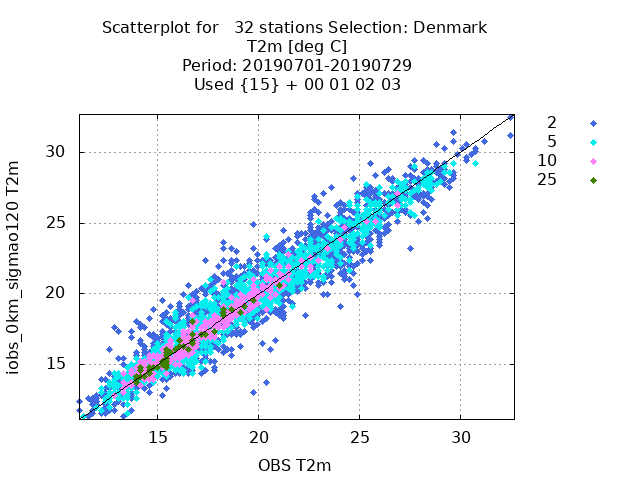 Scatterplot for   32 stations Selection: Denmark
T2m [deg C]
Period: 20190701-20190729
Used {15} + 00 01 02 03
2
5
10
25
iobs_0km_sigmao120 T2m
30
25
20
15
15 20 25 30
OBS T2m